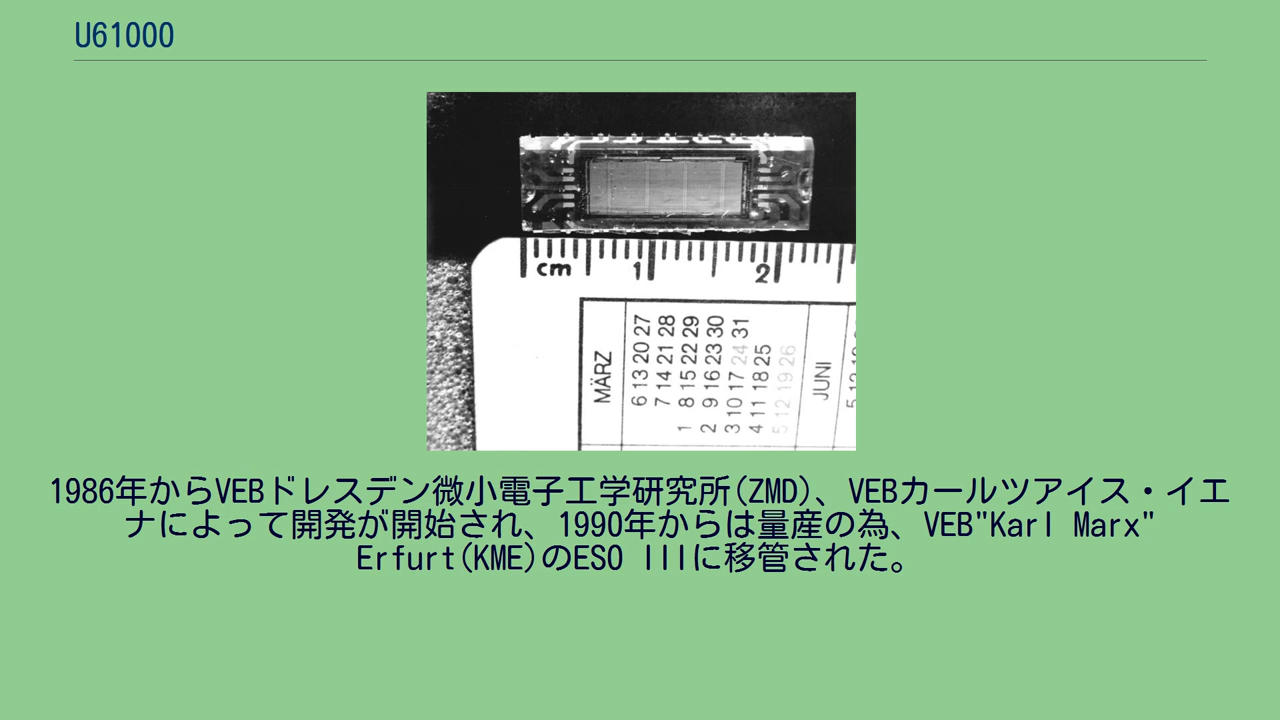 U61000
cm 1 2
MÄRZ
6 13 20 27
7 14 21 28
1 8 15 22 29
2 9 16 23 30
3 10 17 24 31
4 11 18 25
5 12 19 26
JUNI
1986年からVEBドレスデン微小電子工学研究所(ZMD)、VEBカールツアイス・イエ
ナによって開発が開始され、1990年からは量産の為、VEB"Karl Marx"
Erfurt(KME)のESO IIIに移管された。